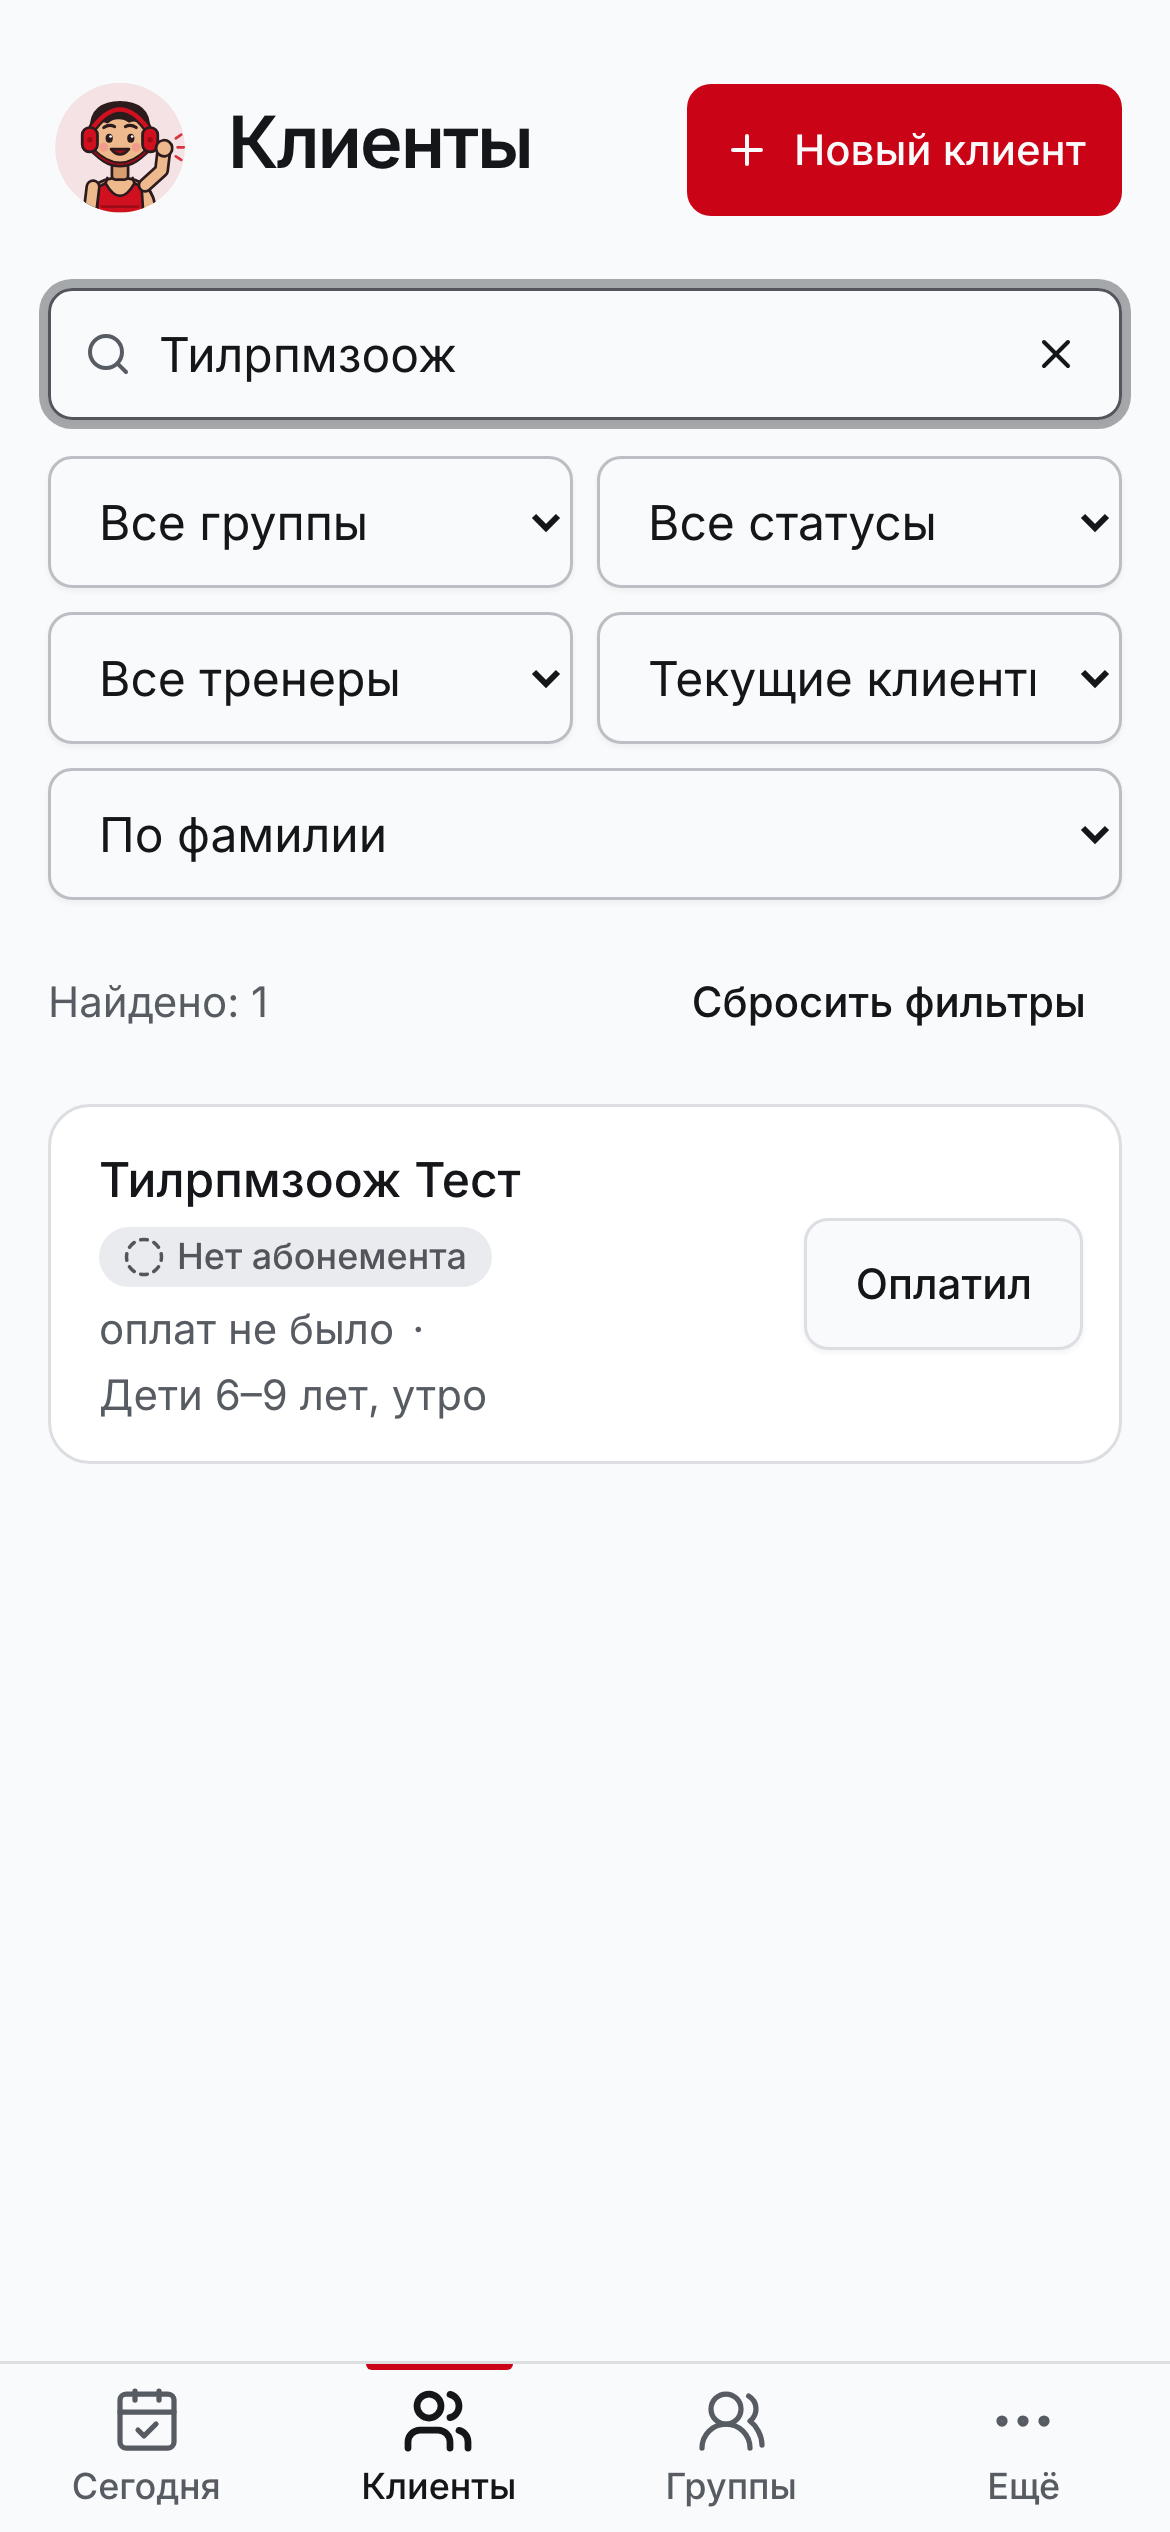 Клиенты
Новый клиент
Тилрпмзоож
Все группы
Все статусы
Все тренеры
Текущие клиент
По фамилии
Найдено: 1
Сбросить фильтры
Тилрпмзоож Тест
Нет абонемента
оплат не было ·
Дети 6–9 лет, утро
Оплатил
Сегодня
Клиенты
Группы
Ещё